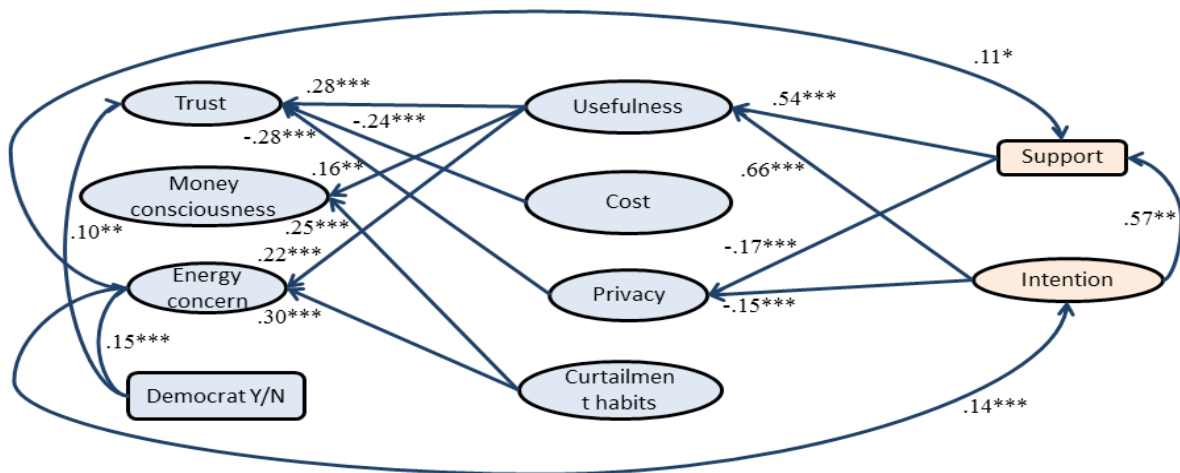 .11*
.28***
.54***
Trust
Usefulness
-.24***
-.28***
Support
.16**
.66***
Money
consciousness
Cost
.10**
.25***
.57**
.22***
-.17***
Energy
concern
Privacy
Intention
-.15***
.30***
.15***
Democrat Y/N
Curtailmen
t habits
.14***